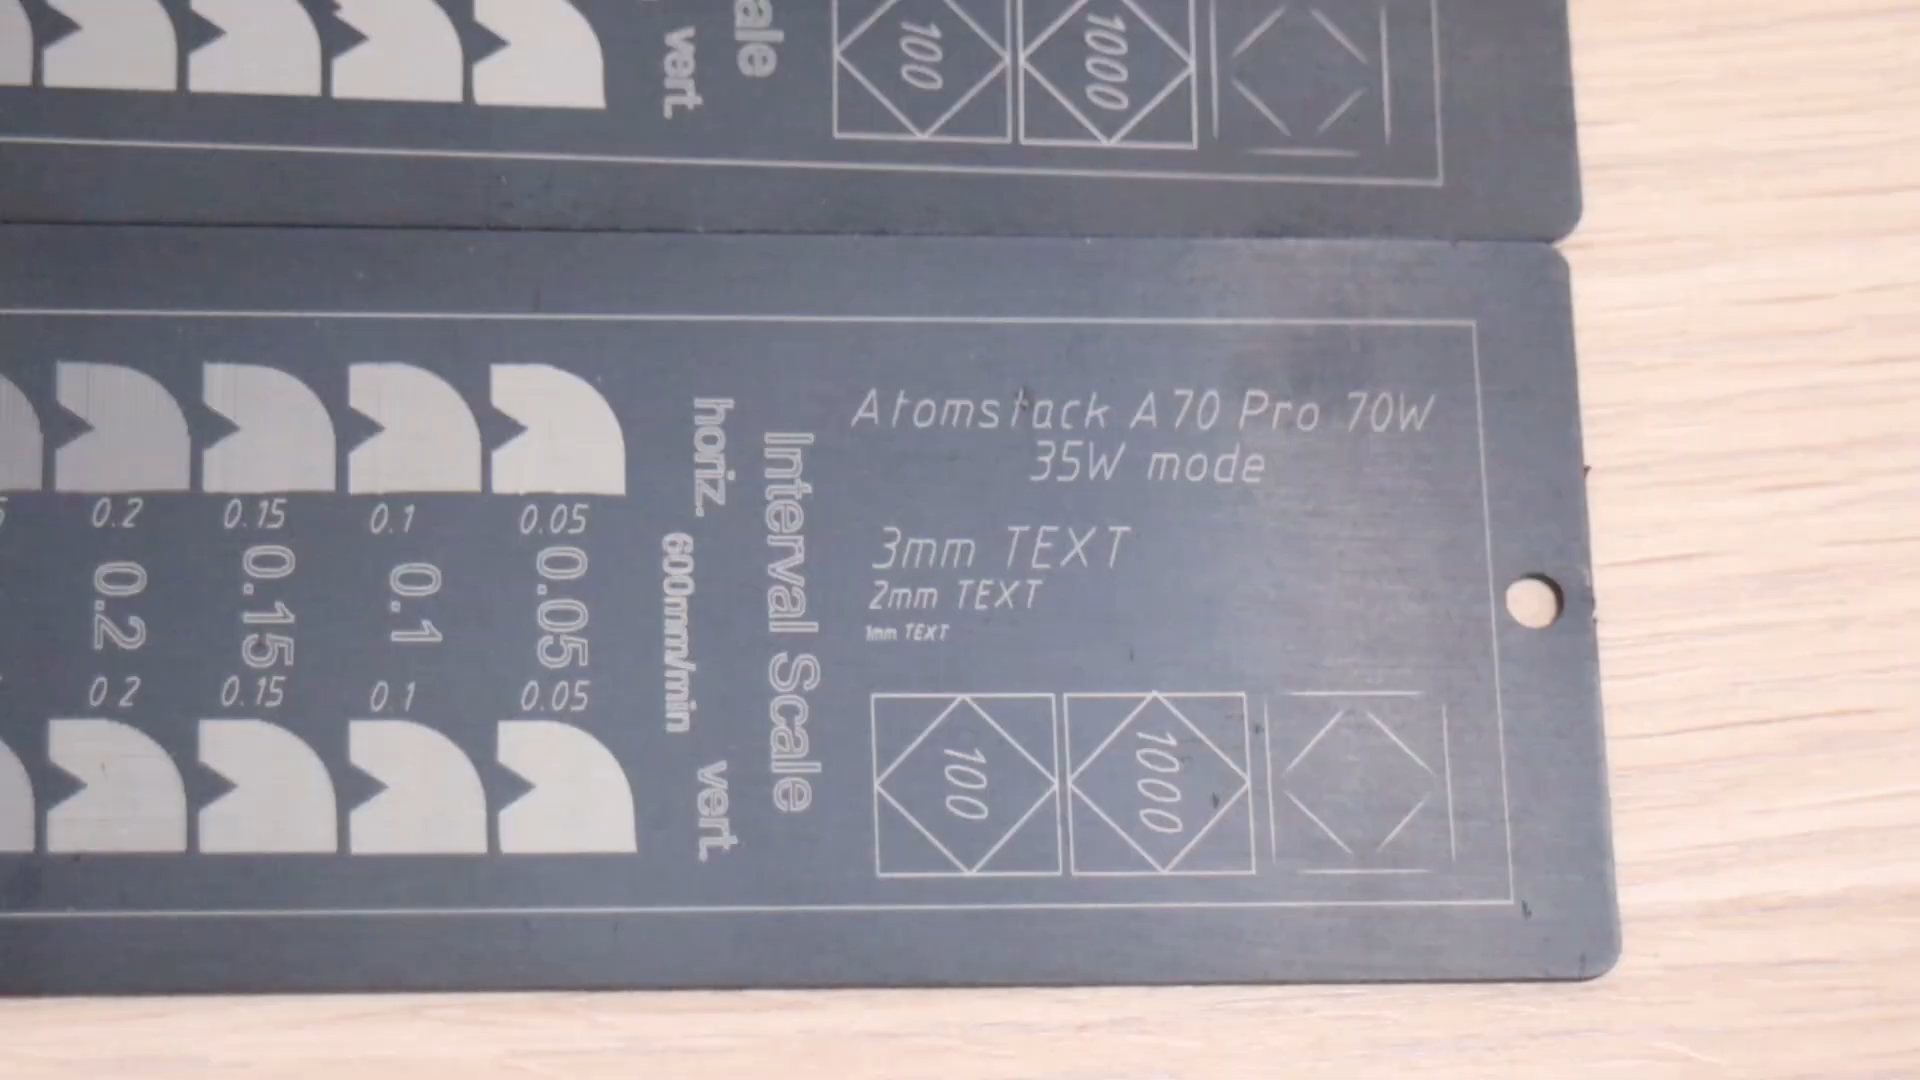 ale
vert.
100
1000
Atomstack A70 Pro 70W
35W mode
3mm TEXT
2mm TEXT
1mm TEXT
0.2 0.15 0.1 0.05
0.2 0.15 0.1 0.05
0 2 0.15 0.1 0.05
horiz. 600mm/min vert.
Interval Scale
100 1000